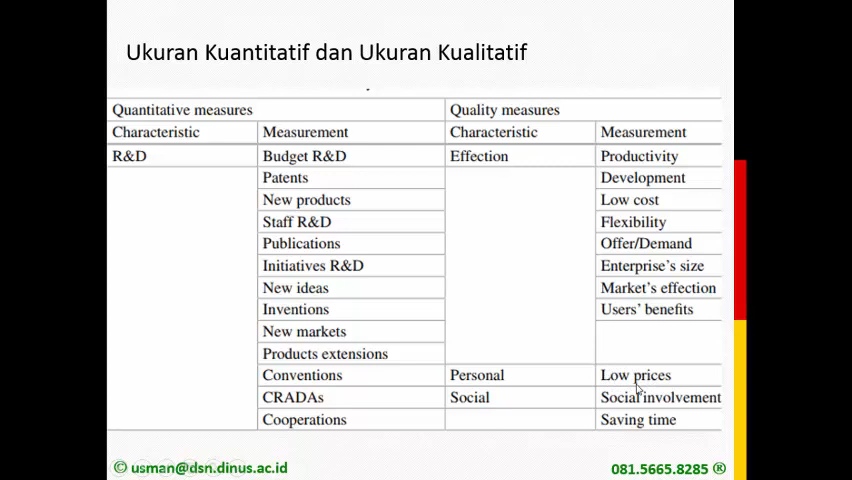 Ukuran Kuantitatif dan Ukuran Kualitatif
Quantitative measures Quality measures
Characteristic Measurement Characteristic Measurement
R&D Budget R&D Effection Productivity
Patents Development
New products Low cost
Staff R&D Flexibility
Publications Offer/Demand
Initiatives R&D Enterprise's size
New ideas Market's effection
Inventions Users' benefits
New markets
Products extensions
Conventions Personal Low prices
CRADAs Social Social involvement
Cooperations Saving time
© usman@dsn.dinus.ac.id 081.5665.8285 ®